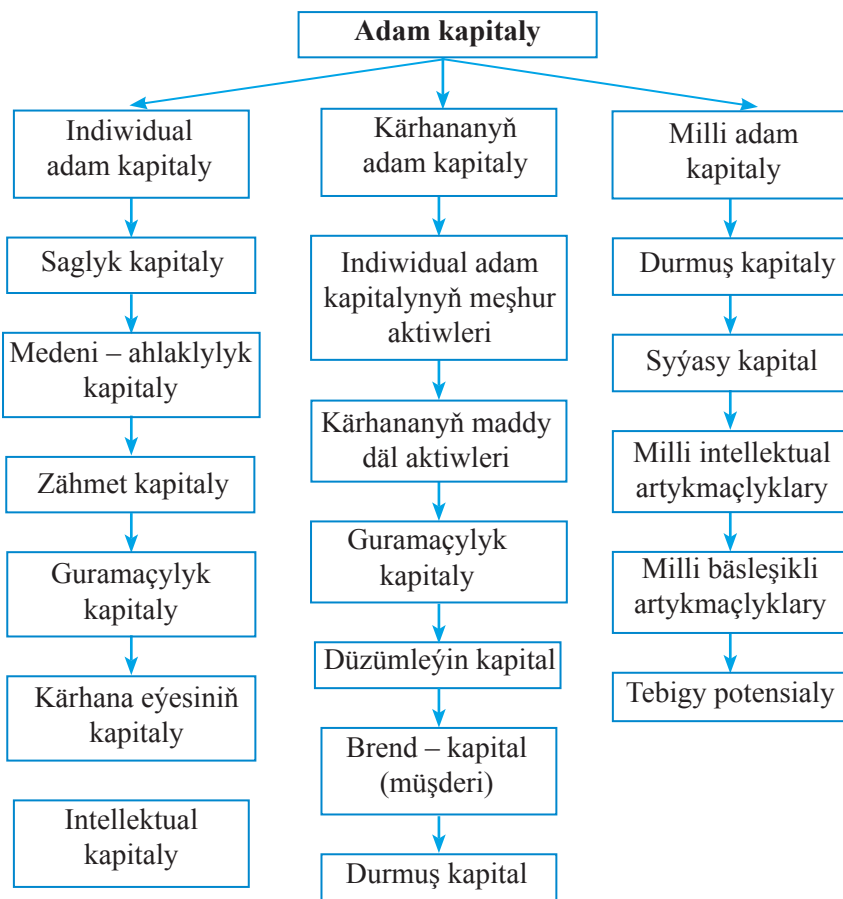 Adam kapitaly
Indiwidual
adam kapitaly
Saglyk kapitaly
Medeni – ahlaklylyk
kapitaly
Zähmet kapitaly
Guramaçylyk
kapitaly
Kärhana eýesiniň
kapitaly
Intellektual
kapitaly
Kärhananyň
adam kapitaly
Indiwidual adam
kapitalynyň meşhur
aktiwleri
Kärhananyň maddy
däl aktiwleri
Guramaçylyk
kapitaly
Düzümleýin kapital
Brend – kapital
(müşderi)
Durmuş kapital
Milli adam
kapitaly
Durmuş kapitaly
Syýasy kapital
Milli intellektual
artykmaçlyklary
Milli bäsleşikli
artykmaçlyklary
Tebigy potensialy